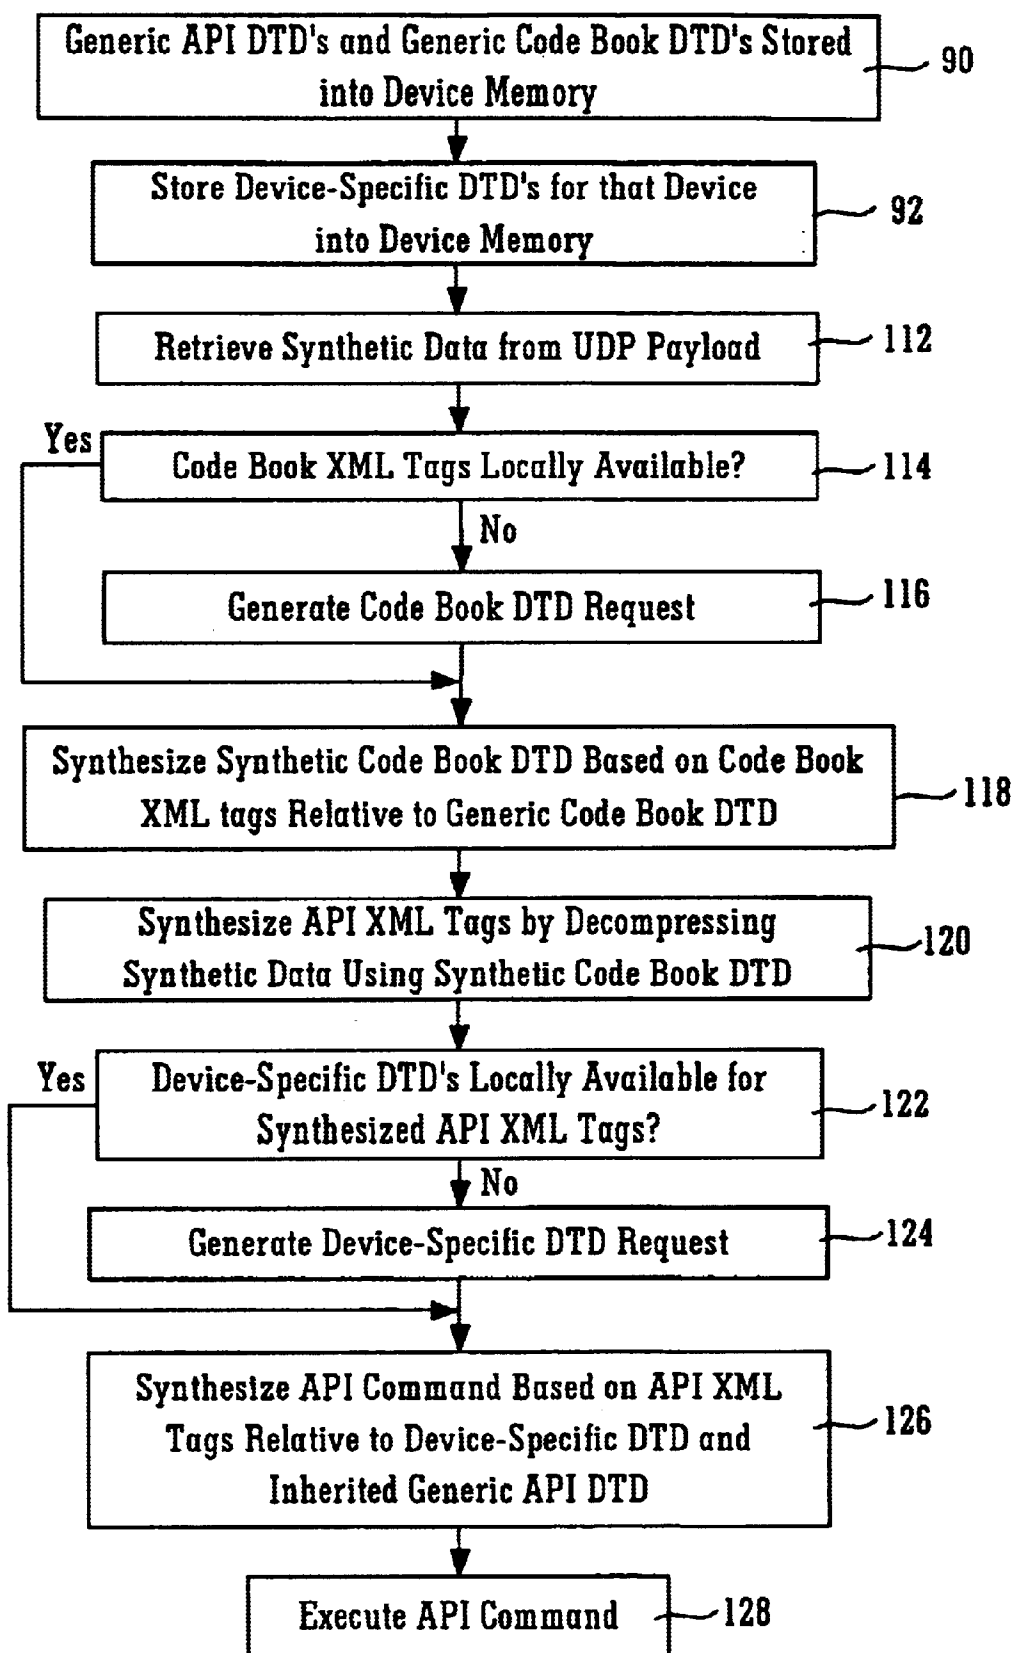 Generic API DTD's and Generic Code Book DTD's Stored
into Device Memory
90
Store Device-Specific DTD's for that Device
into Device Memory
92
Retrieve Synthetic Data from UDP Payload
112
Yes
Code Book XML Tags Locally Available?
114
No
Generate Code Book DTD Request
116
Synthesize Synthetic Code Book DTD Based on Code Book
XML tags Relative to Generic Code Book DTD
118
Synthesize API XML Tags by Decompressing
Synthetic Data Using Synthetic Code Book DTD
120
Yes
Device-Specific DTD's Locally Available for
Synthesized API XML Tags?
122
No
Generate Device-Specific DTD Request
124
Synthesize API Command Based on API XML
Tags Relative to Device-Specific DTD and
Inherited Generic API DTD
126
Execute API Command
128